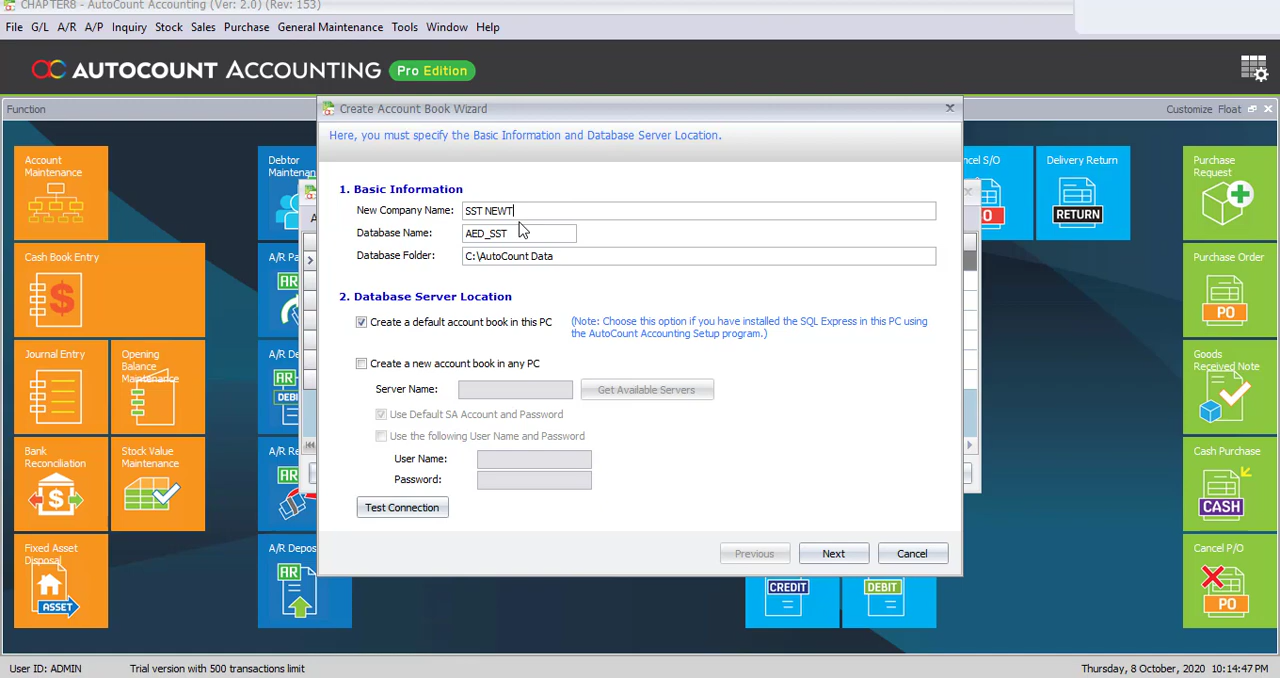 CHAPTER8 - AutoCount Accounting (Ver: 2.0) (Rev: 153)
File G/L A/R A/P Inquiry Stock Sales Purchase General Maintenance Tools Window Help
AUTOCOUNT ACCOUNTING Pro Edition
Function
Customize Float
Create Account Book Wizard
Here, you must specify the Basic Information and Database Server Location.
1. Basic Information
New Company Name: SST NEWT
Database Name: AED_SST
Database Folder: C:\AutoCount Data
2. Database Server Location
Create a default account book in this PC
(Note: Choose this option if you have installed the SQL Express in this PC using
the AutoCount Accounting Setup program.)
Create a new account book in any PC
Server Name:
Get Available Servers
Use Default SA Account and Password
Use the following User Name and Password
User Name:
Password:
Test Connection
Previous Next Cancel
Account
Maintenance
Cash Book Entry
Journal Entry
Opening
Balance
Maintenance
Bank
Reconciliation
Stock Value
Maintenance
Fixed Asset
Disposal
ASSET
Debtor
Maintenan
A/R Pa
AR
A/R De
AR
DEBI
A/R Re
AR
A/R Depos
AR
CREDIT
DEBIT
ncel S/O
O
Delivery Return
RETURN
Purchase
Request
Purchase Order
PO
Goods
Received Note
Cash Purchase
CASH
Cancel P/O
PO
User ID: ADMIN
Trial version with 500 transactions limit
Thursday, 8 October, 2020
10:14:47 PM